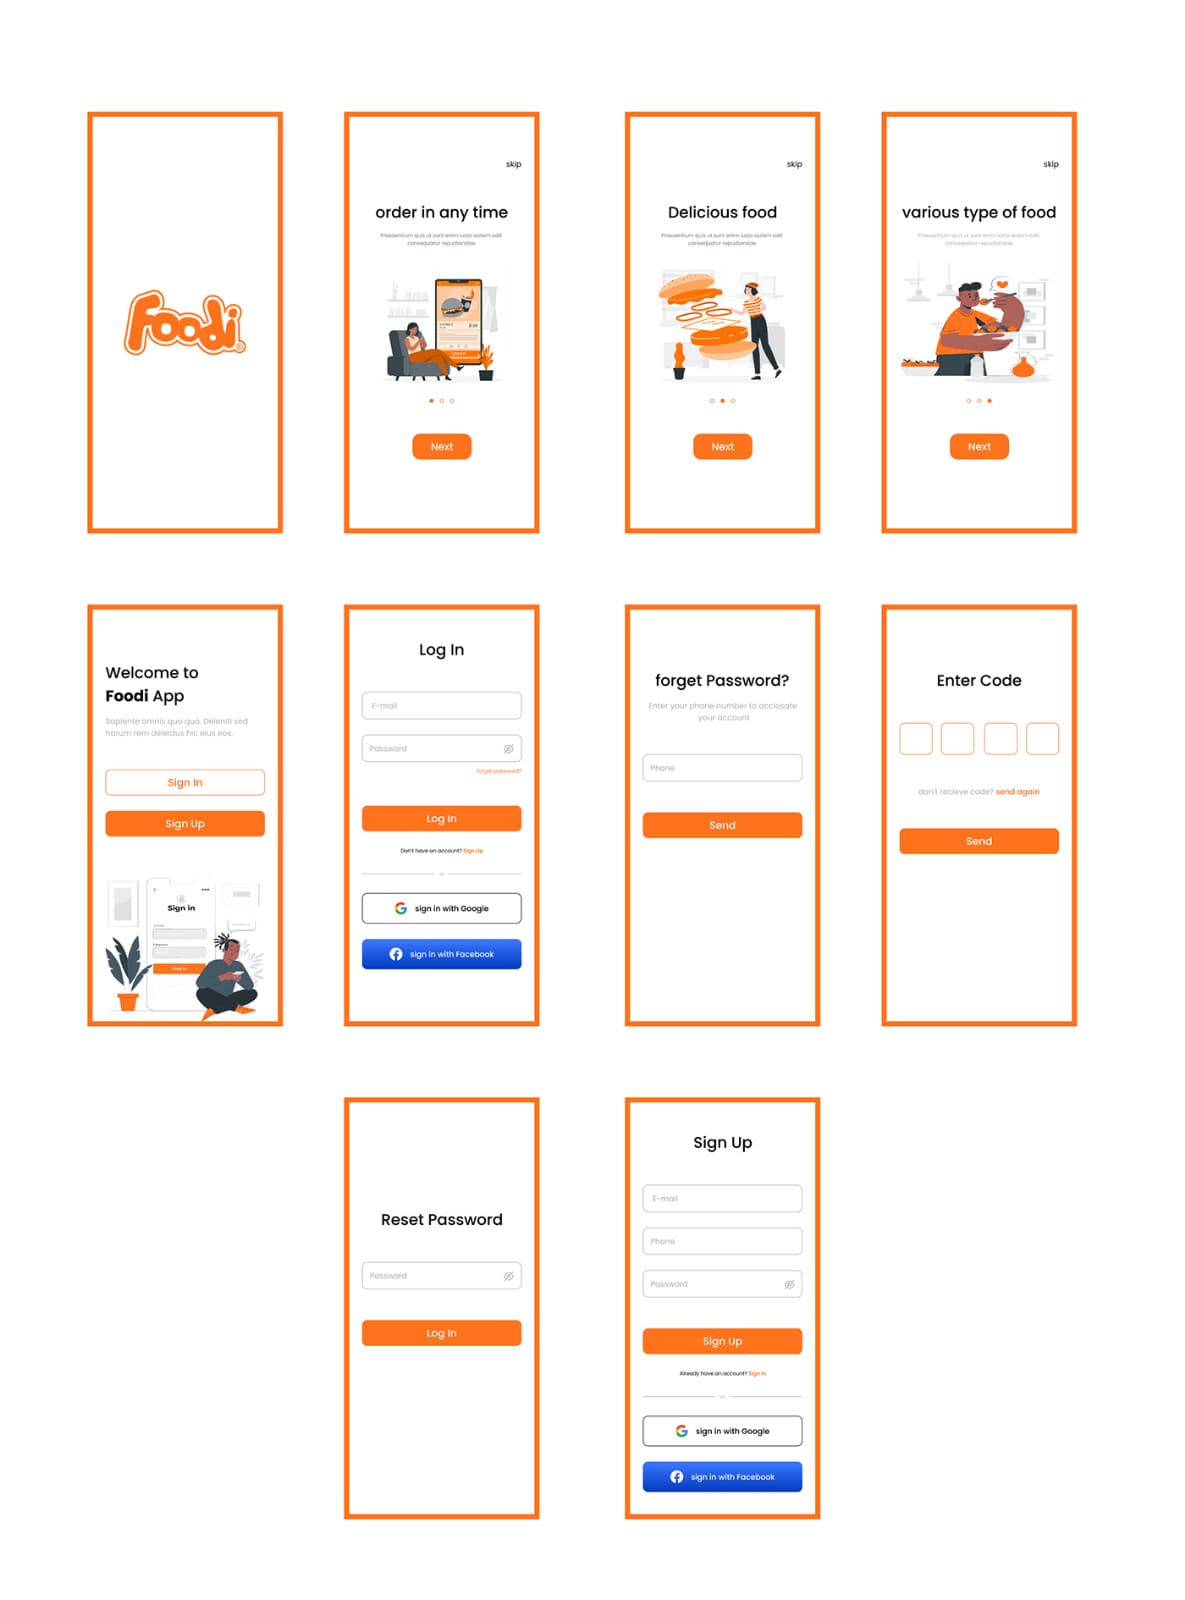 Foodi
®
skip
order in any time
Praesentium quis ut sunt enim iusto autem odit
consequatur repudiandae.
Next
skip
Delicious food
Praesentium quis ut sunt enim iusto autem odit
consequatur repudiandae.
Next
skip
various type of food
Praesentium quis ut sunt enim iusto autem odit
consequatur repudiandae.
Next
Welcome to
Foodi App
Sapiente omnis quo quo. Deleniti sed
harum rem delectus hic eius eos.
Sign In
Sign Up
Sign in
Log In
E-mail
Password
forget password?
Log In
Don't have an account? Sign Up
sign in with Google
sign in with Facebook
forget Password?
Enter your phone number to acciosate
your account
Phone
Send
Enter Code
don't recieve code? send again
Send
Reset Password
Password
Log In
Sign Up
E-mail
Phone
Password
Sign Up
Already have an account? Sign In
sign in with Google
sign in with Facebook